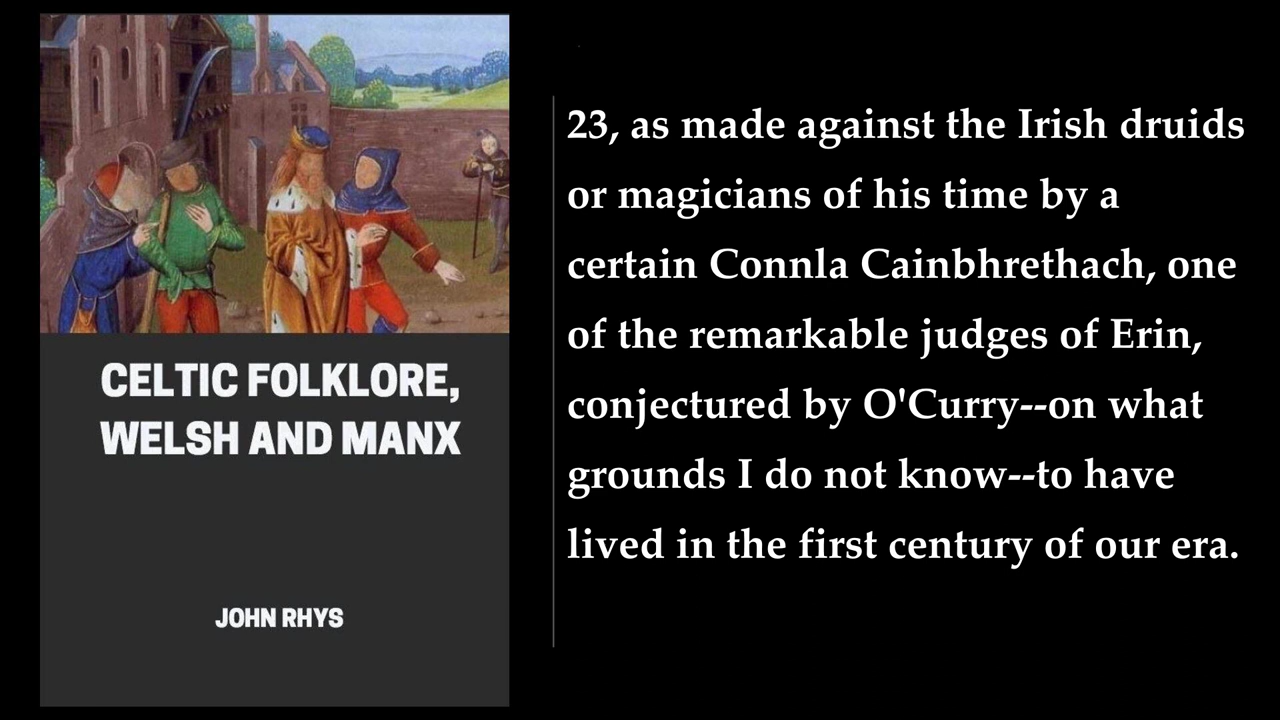 CELTIC FOLKLORE,
WELSH AND MANX
JOHN RHYS
23, as made against the Irish druids
or magicians of his time by a
certain Connla Cainbhrethach, one
of the remarkable judges of Erin,
conjectured by O'Curry--on what
grounds I do not know--to have
lived in the first century of our era.